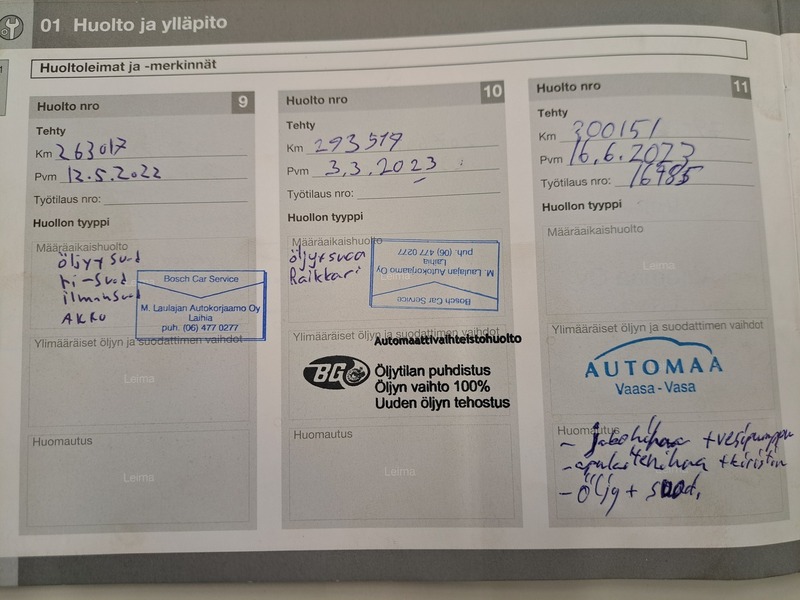 01 Huolto ja ylläpito
Huoltoleimat ja -merkinnät
Huolto nro 9
Tehty
Km 263017
Pvm 12.5.2022
Työtilaus nro:
Huollon tyyppi
Määräaikaishuolto
öljy+suod
ri-suod
ilmansuod
AKKU
Bosch Car Service
M. Laulajan Autokorjaamo Oy
Laihia
puh. (06) 477 0277
Ylimääräiset öljyn ja suodattimen vaihdot
Leima
Huomautus
Leima
Huolto nro 10
Tehty
Km 293519
Pvm 3.3.2023
Työtilaus nro:
Huollon tyyppi
Määräaikaishuolto
öljy+suod
Raikkari
Bosch Car Service
M. Laulajan Autokorjaamo Oy
Laihia
puh. (06) 477 0277
Ylimääräiset öljyn ja suodattimen vaihdot
Automaattivaihteistohuolto
BG
Öljytilan puhdistus
Öljyn vaihto 100%
Uuden öljyn tehostus
Huomautus
Leima
Huolto nro 11
Tehty
Km 300151
Pvm 16.6.2023
Työtilaus nro: 16985
Huollon tyyppi
Määräaikaishuolto
Leima
Ylimääräiset öljyn ja suodattimen vaihdot
AUTOMAA
Vaasa - Vasa
Huomautus
- jakohihna +vesipumppu
- apulaitehihna +kiristin
- Öljy + suod.